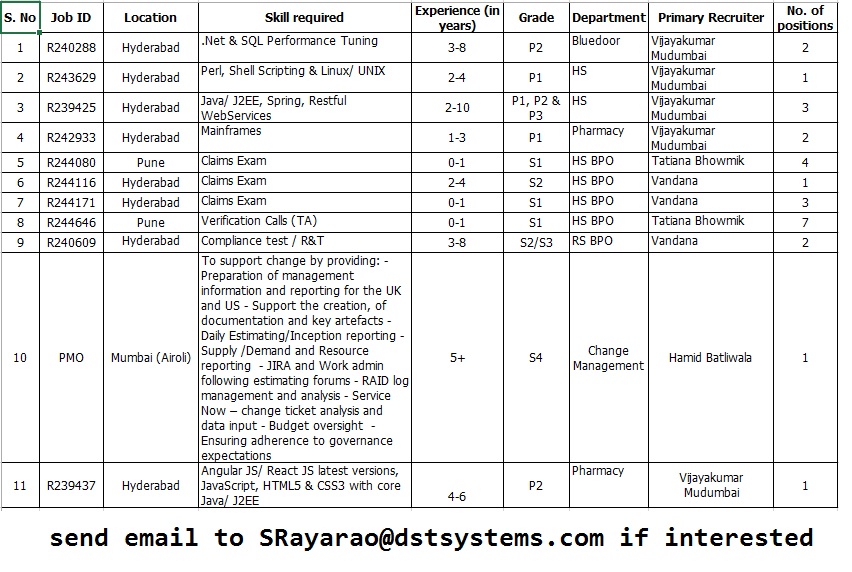 S. No Job ID Location Skill required Experience (in years) Grade Department Primary Recruiter No. of positions
1 R240288 Hyderabad .Net & SQL Performance Tuning 3-8 P2 Bluedoor Vijayakumar Mudumbai 2
2 R243629 Hyderabad Perl, Shell Scripting & Linux/ UNIX 2-4 P1 HS Vijayakumar Mudumbai 1
3 R239425 Hyderabad Java/ J2EE, Spring, Restful WebServices 2-10 P1, P2 & P3 HS Vijayakumar Mudumbai 3
4 R242933 Hyderabad Mainframes 1-3 P1 Pharmacy Vijayakumar Mudumbai 2
5 R244080 Pune Claims Exam 0-1 S1 HS BPO Tatiana Bhowmik 4
6 R244116 Hyderabad Claims Exam 2-4 S2 HS BPO Vandana 1
7 R244171 Hyderabad Claims Exam 0-1 S1 HS BPO Vandana 3
8 R244646 Pune Verification Calls (TA) 0-1 S1 HS BPO Tatiana Bhowmik 7
9 R240609 Hyderabad Compliance test / R&T 3-8 S2/S3 RS BPO Vandana 2
10 PMO Mumbai (Airoli)
To support change by providing: -
Preparation of management
information and reporting for the UK
and US - Support the creation, of
documentation and key artefacts -
Daily Estimating/Inception reporting -
Supply /Demand and Resource
reporting - JIRA and Work admin
following estimating forums - RAID log
management and analysis - Service
Now – change ticket analysis and
data input - Budget oversight -
Ensuring adherence to governance
expectations
5+ S4 Change Management Hamid Batliwala 1
11 R239437 Hyderabad
Angular JS/ React JS latest versions,
JavaScript, HTML5 & CSS3 with core
Java/ J2EE
4-6 P2 Pharmacy Vijayakumar Mudumbai 1
send email to SRayarao@dstsystems.com if interested